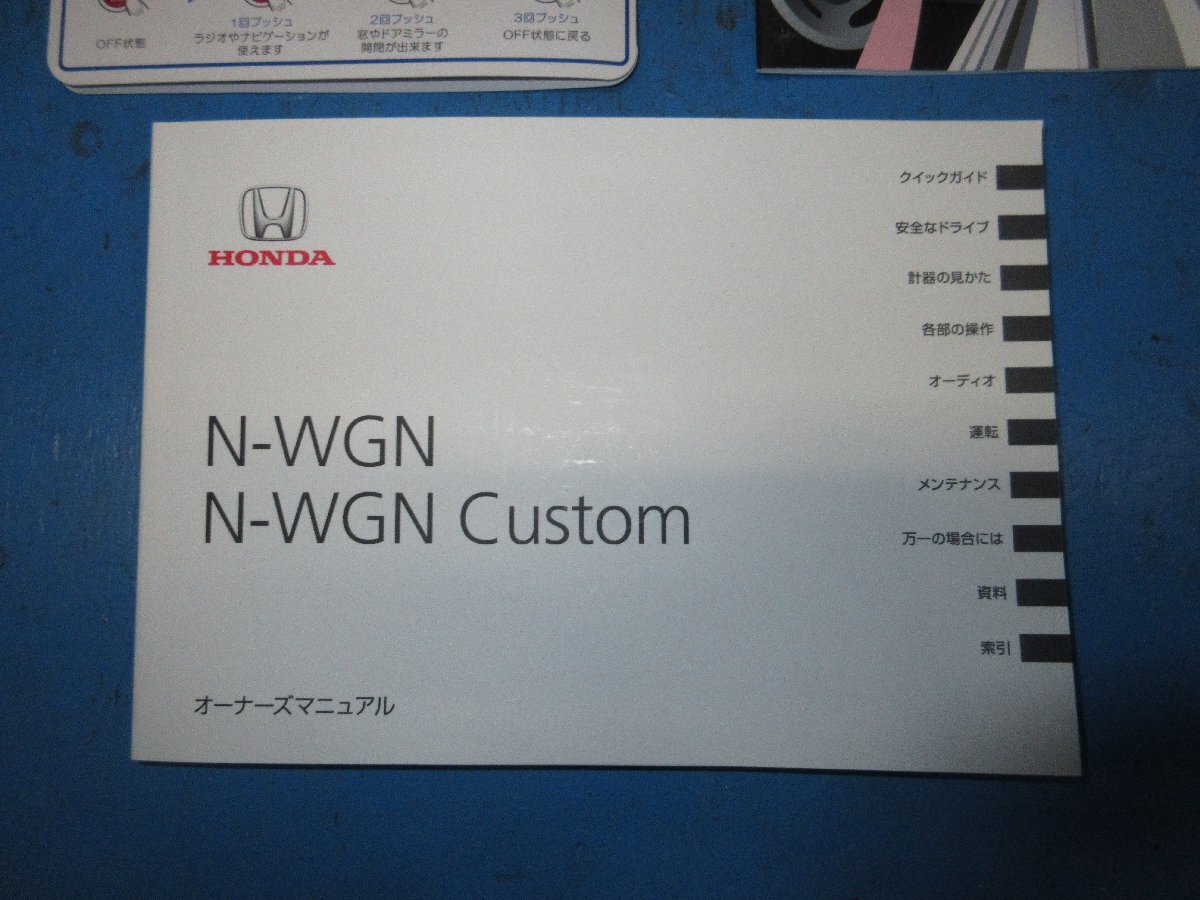 OFF状態
1回プッシュ
ラジオやナビゲーションが
使えます
2回プッシュ
窓やドアミラーの
開閉が出来ます
3回プッシュ
OFF状態に戻る
HONDA
N-WGN
N-WGN Custom
オーナーズマニュアル
クイックガイド
安全なドライブ
計器の見かた
各部の操作
オーディオ
運転
メンテナンス
万一の場合には
資料
索引